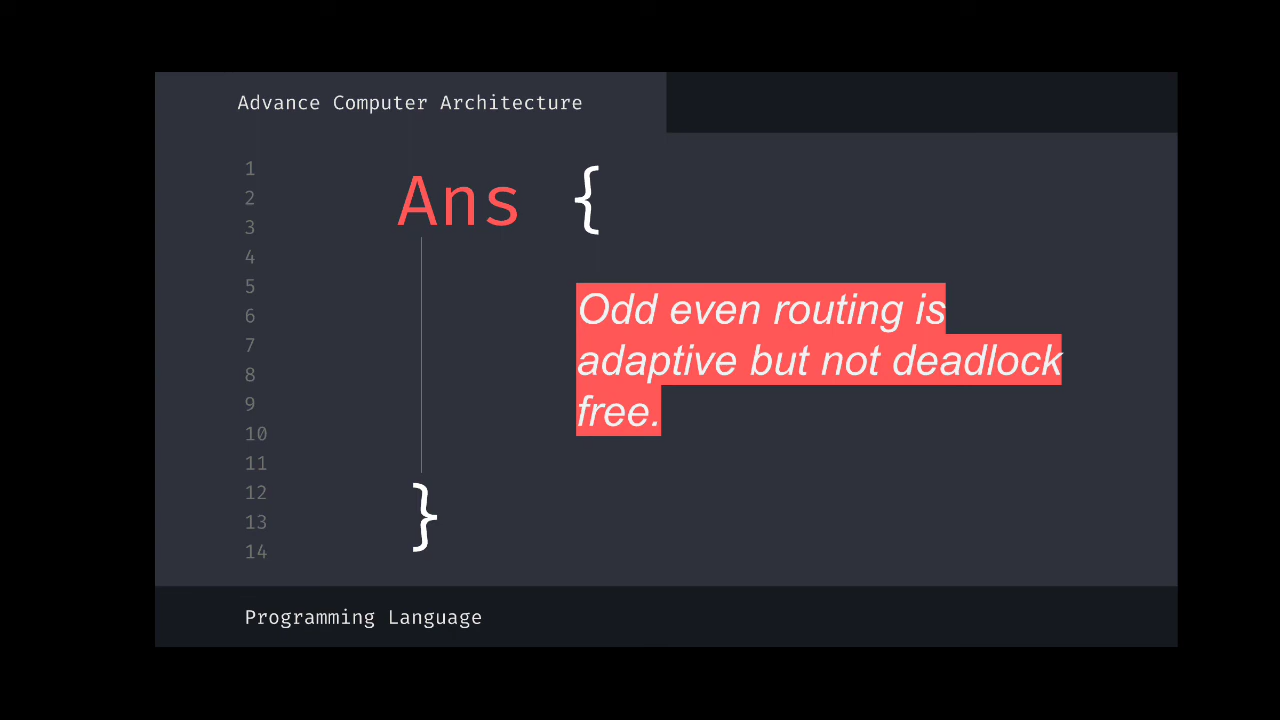 Advance Computer Architecture
1
2
3
4
5
6
7
8
9
10
11
12
13
14
Ans {
Odd even routing is
adaptive but not deadlock
free.
}
Programming Language